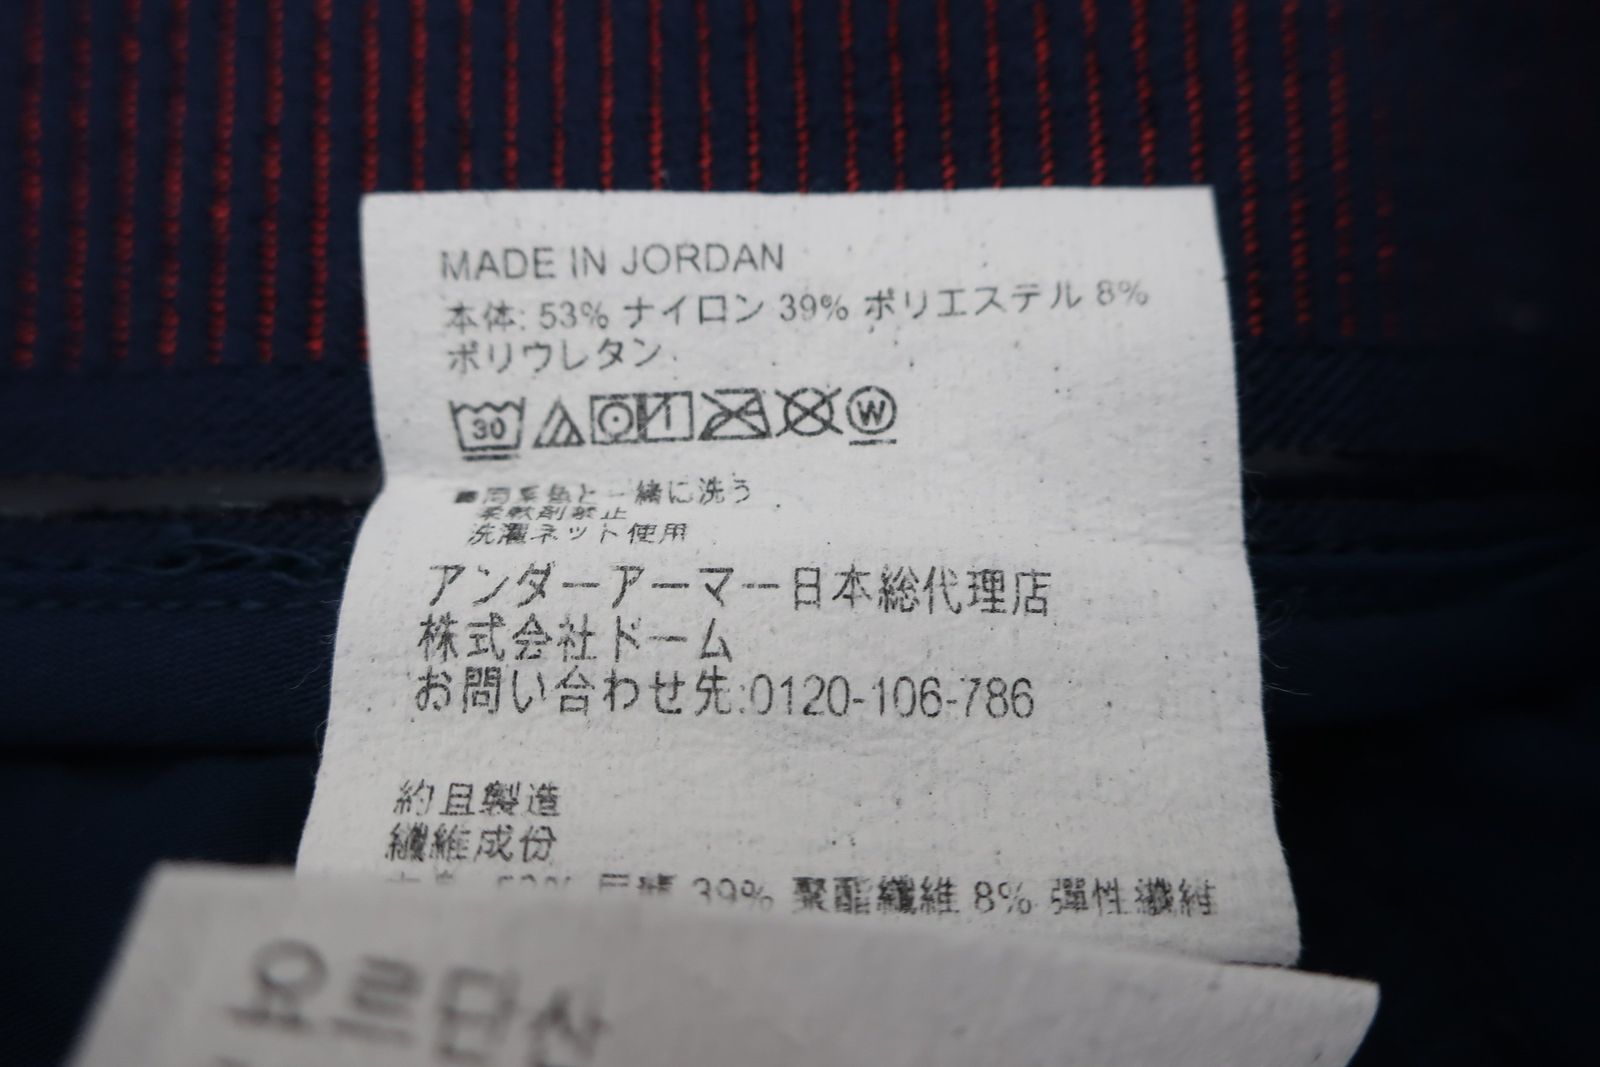 MADE IN JORDAN
本体: 53% ナイロン 39% ポリエステル 8%
ポリウレタン
30
W
■同系色と一緒に洗う
柔軟剤禁止
洗濯ネット使用
アンダーアーマー日本総代理店
株式会社ドーム
お問い合わせ先:0120-106-786
約旦製造
纖維成份
53% 39% 聚酯纖維 8% 彈性纖維
요르단산